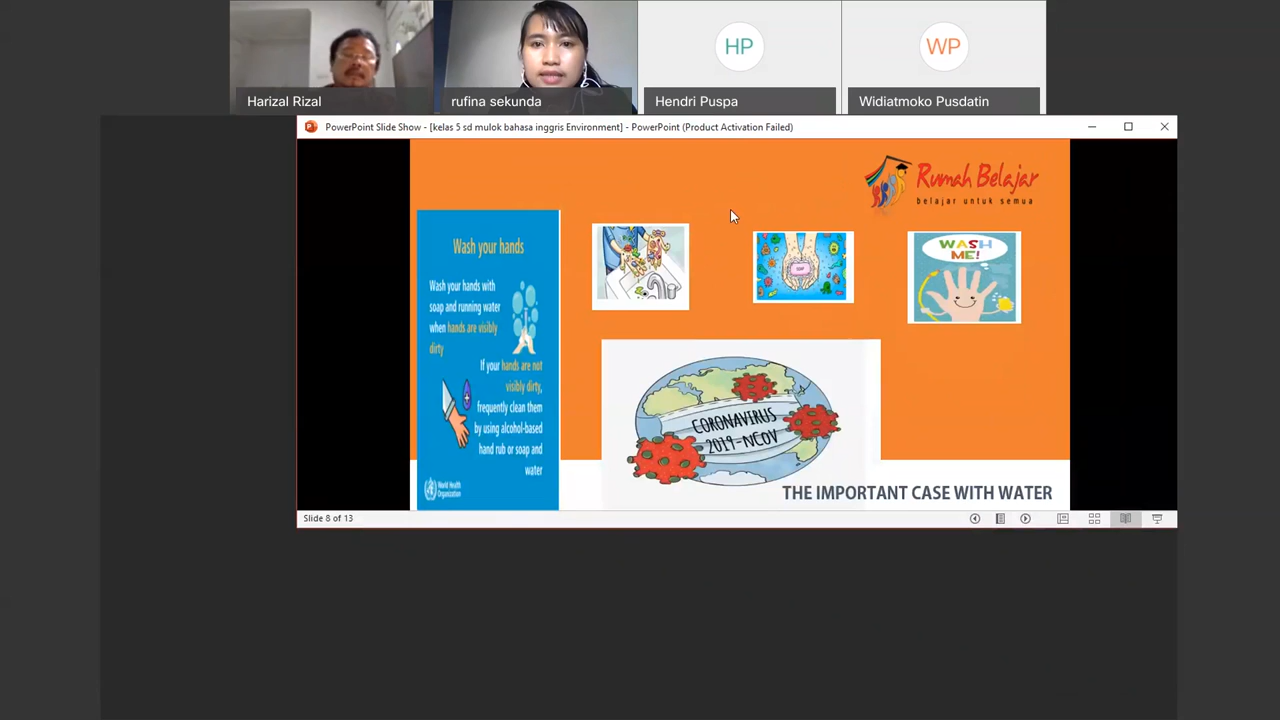 HP
WP
Harizal Rizal
rufina sekunda
Hendri Puspa
Widiatmoko Pusdatin
PowerPoint Slide Show - [kelas 5 sd mulok bahasa inggris Environment] - PowerPoint (Product Activation Failed)
Rumah Belajar
belajar untuk semua
Wash your hands
Wash your hands with
soap and running water
when hands are visibly
dirty
If your hands are not
visibly dirty,
frequently clean them
by using alcohol-based
hand rub or soap and
water
World Health
Organization
WASH
ME!
CORONAVIRUS
2019-NCOV
THE IMPORTANT CASE WITH WATER
Slide 8 of 13